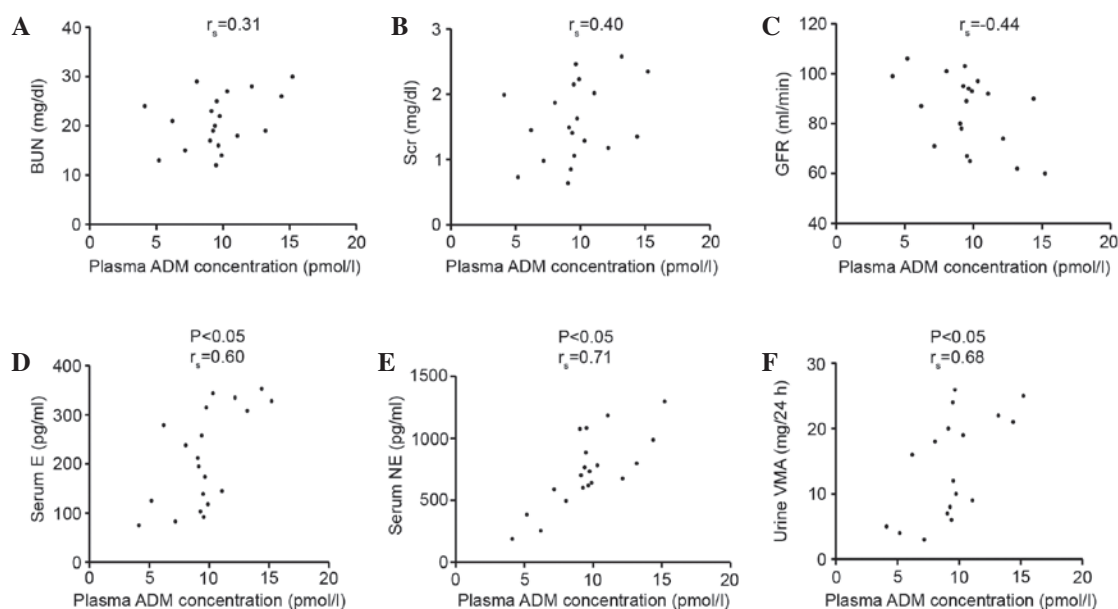 A
r_s=0.31
BUN (mg/dl)
40
30
20
10
0
0 5 10 15 20
Plasma ADM concentration (pmol/l)
B
r_s=0.40
Scr (mg/dl)
3
2
1
0
0 5 10 15 20
Plasma ADM concentration (pmol/l)
C
r_s=-0.44
GFR (ml/min)
120
100
80
60
40
0 5 10 15 20
Plasma ADM concentration (pmol/l)
D
P<0.05
r_s=0.60
Serum E (pg/ml)
400
300
200
100
0
0 5 10 15 20
Plasma ADM concentration (pmol/l)
E
P<0.05
r_s=0.71
Serum NE (pg/ml)
1500
1000
500
0
0 5 10 15 20
Plasma ADM concentration (pmol/l)
F
P<0.05
r_s=0.68
Urine VMA (mg/24 h)
30
20
10
0
0 5 10 15 20
Plasma ADM concentration (pmol/l)